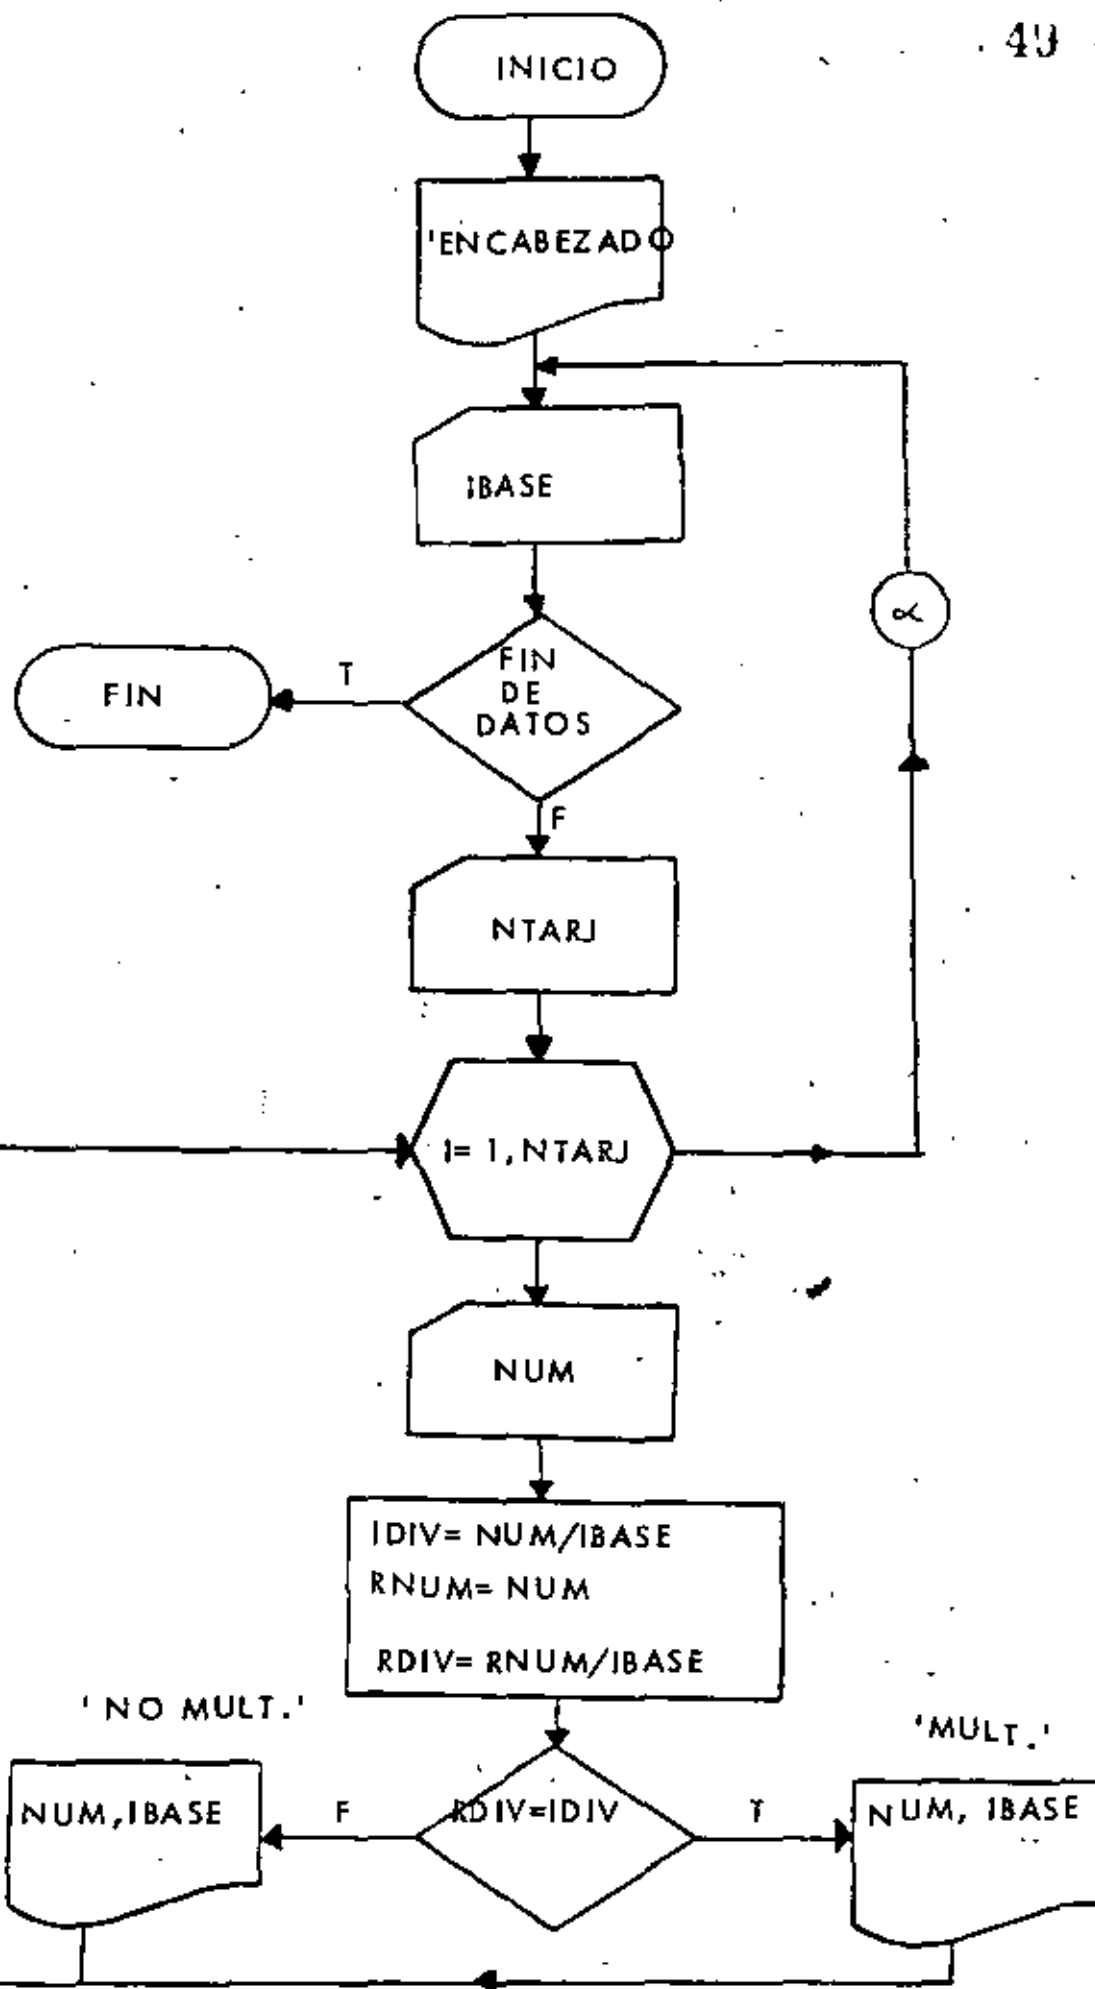 49
INICIO
'ENCABEZADO
IBASE
α
FIN
DE
DATOS
T
FIN
F
NTARJ
I= 1, NTARJ
NUM
IDIV= NUM/IBASE
RNUM= NUM
RDIV= RNUM/IBASE
'NO MULT.'
'MULT.'
NUM, IBASE
F
RDIV=IDIV
T
NUM, IBASE